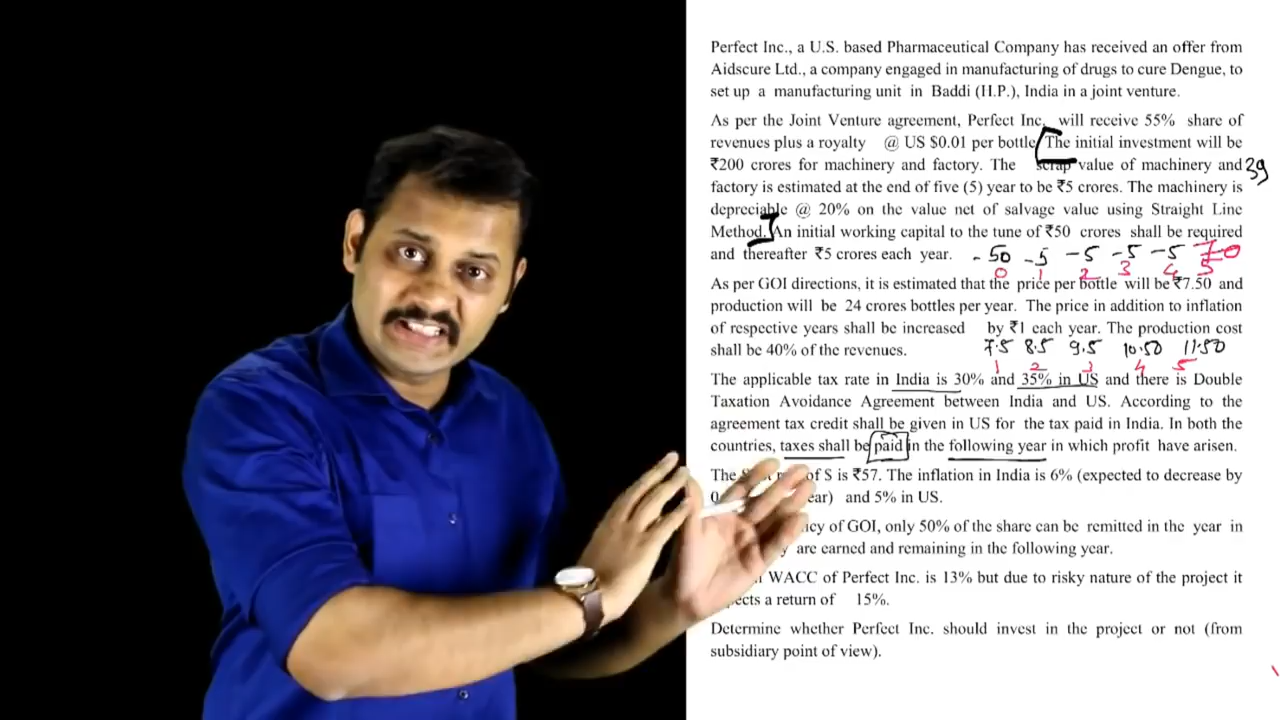 Perfect Inc., a U.S. based Pharmaceutical Company has received an offer from
Aidscure Ltd., a company engaged in manufacturing of drugs to cure Dengue, to
set up a manufacturing unit in Baddi (H.P.), India in a joint venture.
As per the Joint Venture agreement, Perfect Inc. will receive 55% share of
revenues plus a royalty @ US $0.01 per bottle. The initial investment will be
₹200 crores for machinery and factory. The scrap value of machinery and 39
factory is estimated at the end of five (5) year to be ₹5 crores. The machinery is
depreciable @ 20% on the value net of salvage value using Straight Line
Method. An initial working capital to the tune of ₹50 crores shall be required
and thereafter ₹5 crores each year. -50 -5 -5 -5 -5 70
0 1 2 3 4 5
As per GOI directions, it is estimated that the price per bottle will be ₹7.50 and
production will be 24 crores bottles per year. The price in addition to inflation
of respective years shall be increased by ₹1 each year. The production cost
shall be 40% of the revenues. 7.5 8.5 9.5 10.50 11.50
1 2 3 4 5
The applicable tax rate in India is 30% and 35% in US and there is Double
Taxation Avoidance Agreement between India and US. According to the
agreement tax credit shall be given in US for the tax paid in India. In both the
countries, taxes shall be paid in the following year in which profit have arisen.
The of $ is ₹57. The inflation in India is 6% (expected to decrease by
and 5% in US.
of GOI, only 50% of the share can be remitted in the year in
are earned and remaining in the following year.
WACC of Perfect Inc. is 13% but due to risky nature of the project it
a return of 15%.
Determine whether Perfect Inc. should invest in the project or not (from
subsidiary point of view).